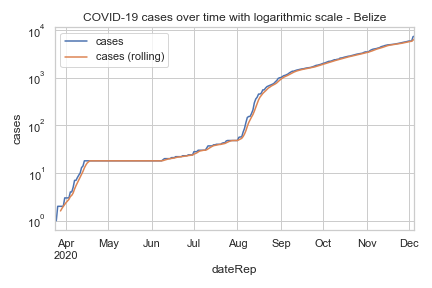 COVID-19 cases over time with logarithmic scale - Belize
cases
cases (rolling)
10⁴
10³
10²
10¹
10⁰
cases
Apr May Jun Jul Aug Sep Oct Nov Dec
2020
dateRep